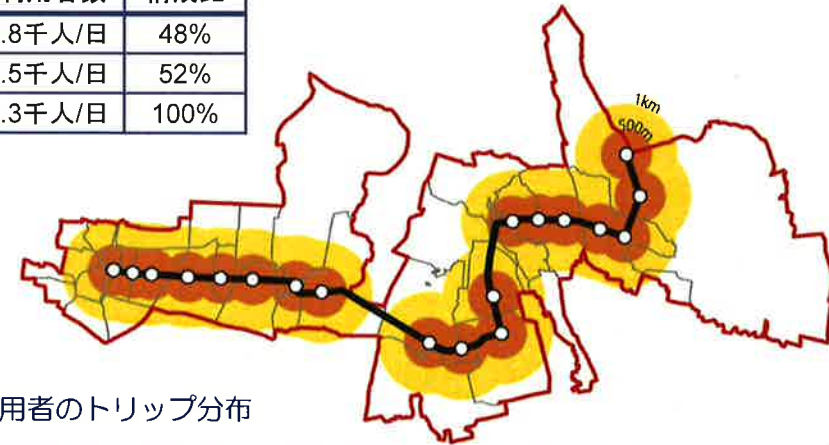 .8千人/日 48%
.5千人/日 52%
.3千人/日 100%
1km
500m
用者のトリップ分布